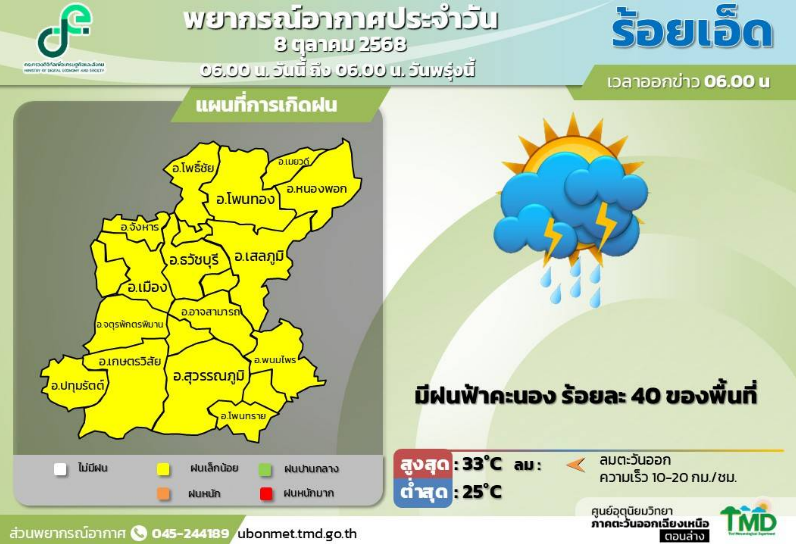 กระทรวงดิจิทัลเพื่อเศรษฐกิจและสังคม
MINISTRY OF DIGITAL ECONOMY AND SOCIETY
พยากรณ์อากาศประจำวัน
8 ตุลาคม 2568
06.00 น. วันนี้ ถึง 06.00 น. วันพรุ่งนี้
ร้อยเอ็ด
เวลาออกข่าว 06.00 น
แผนที่การเกิดฝน
อ.โพธิ์ชัย
อ.เมยวดี
อ.โพนทอง
อ.หนองพอก
อ.จังหาร
อ.ธวัชบุรี
อ.เสลภูมิ
อ.เมือง
อ.อาจสามารถ
อ.จตุรพักตรพิมาน
อ.เกษตรวิสัย
อ.พนมไพร
อ.สุวรรณภูมิ
อ.ปทุมรัตต์
อ.โพนทราย
มีฝนฟ้าคะนอง ร้อยละ 40 ของพื้นที่
ไม่มีฝน
ฝนเล็กน้อย
ฝนปานกลาง
ฝนหนัก
ฝนหนักมาก
สูงสุด : 33°C ลม :
ลมตะวันออก
ความเร็ว 10-20 กม./ชม.
ต่ำสุด : 25°C
ส่วนพยากรณ์อากาศ 045-244189 ubonmet.tmd.go.th
ศูนย์อุตุนิยมวิทยา
ภาคตะวันออกเฉียงเหนือ
ตอนล่าง
TMD
Thai Meteorological Department